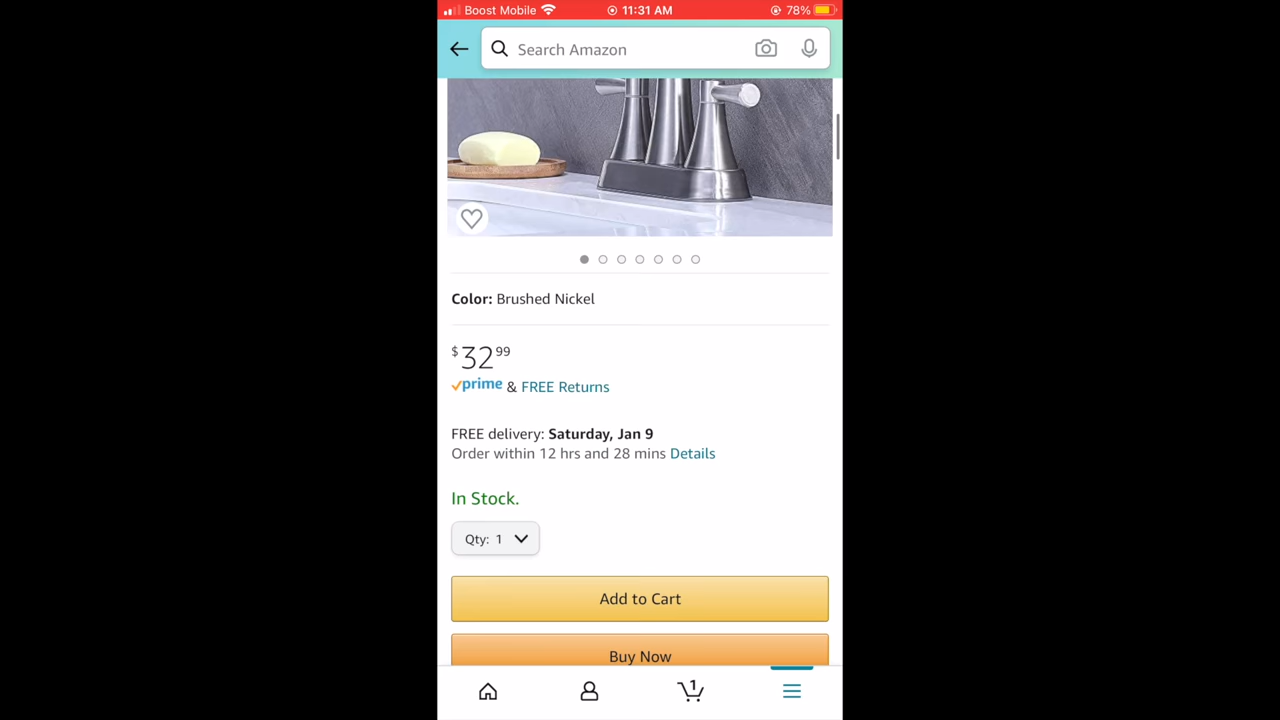 Boost Mobile 11:31 AM 78%
Search Amazon
Color: Brushed Nickel
$32 99
prime & FREE Returns
FREE delivery: Saturday, Jan 9
Order within 12 hrs and 28 mins Details
In Stock.
Qty: 1
Add to Cart
Buy Now
1